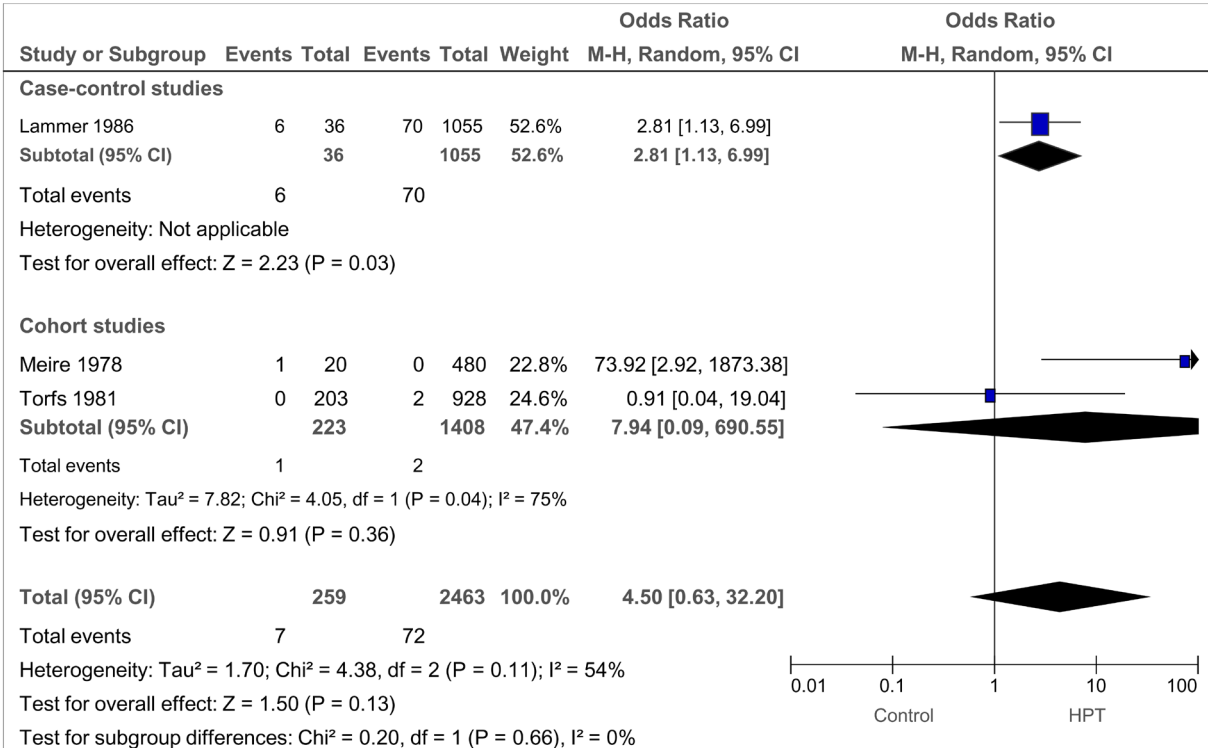 Odds Ratio Odds Ratio
Study or Subgroup Events Total Events Total Weight M-H, Random, 95% CI M-H, Random, 95% CI
Case-control studies
Lammer 1986 6 36 70 1055 52.6% 2.81 [1.13, 6.99]
Subtotal (95% CI) 36 1055 52.6% 2.81 [1.13, 6.99]
Total events 6 70
Heterogeneity: Not applicable
Test for overall effect: Z = 2.23 (P = 0.03)
Cohort studies
Meire 1978 1 20 0 480 22.8% 73.92 [2.92, 1873.38]
Torfs 1981 0 203 2 928 24.6% 0.91 [0.04, 19.04]
Subtotal (95% CI) 223 1408 47.4% 7.94 [0.09, 690.55]
Total events 1 2
Heterogeneity: Tau² = 7.82; Chi² = 4.05, df = 1 (P = 0.04); I² = 75%
Test for overall effect: Z = 0.91 (P = 0.36)
Total (95% CI) 259 2463 100.0% 4.50 [0.63, 32.20]
Total events 7 72
Heterogeneity: Tau² = 1.70; Chi² = 4.38, df = 2 (P = 0.11); I² = 54%
Test for overall effect: Z = 1.50 (P = 0.13)
Test for subgroup differences: Chi² = 0.20, df = 1 (P = 0.66), I² = 0%
0.01 0.1 1 10 100
Control HPT